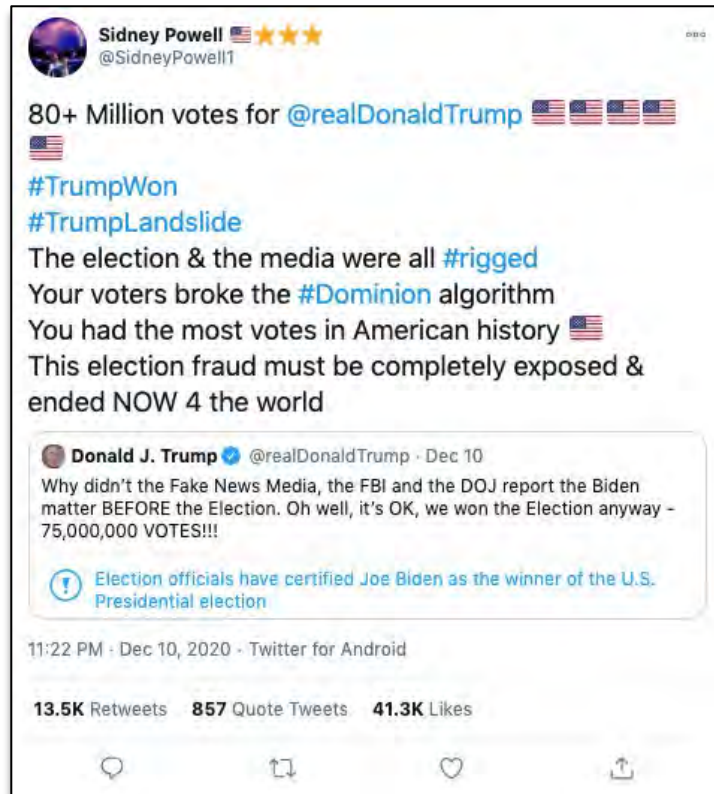 Sidney Powell 🇺🇸⭐⭐⭐
@SidneyPowell1
80+ Million votes for @realDonaldTrump 🇺🇸🇺🇸🇺🇸🇺🇸
🇺🇸
#TrumpWon
#TrumpLandslide
The election & the media were all #rigged
Your voters broke the #Dominion algorithm
You had the most votes in American history 🇺🇸
This election fraud must be completely exposed &
ended NOW 4 the world
Donald J. Trump @realDonaldTrump · Dec 10
Why didn't the Fake News Media, the FBI and the DOJ report the Biden
matter BEFORE the Election. Oh well, it's OK, we won the Election anyway -
75,000,000 VOTES!!!
Election officials have certified Joe Biden as the winner of the U.S.
Presidential election
11:22 PM · Dec 10, 2020 · Twitter for Android
13.5K Retweets 857 Quote Tweets 41.3K Likes